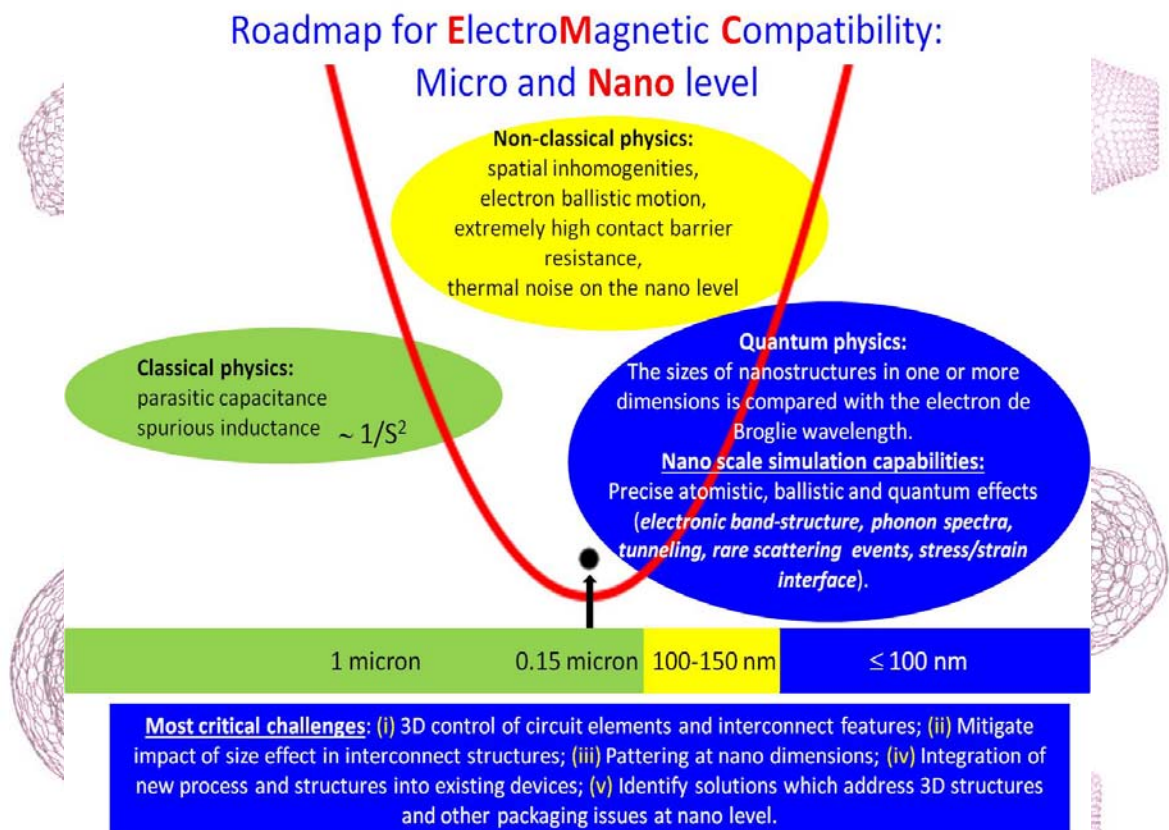 Roadmap for ElectroMagnetic Compatibility:
Micro and Nano level
Non-classical physics:
spatial inhomogenities,
electron ballistic motion,
extremely high contact barrier
resistance,
thermal noise on the nano level
Classical physics:
parasitic capacitance
spurious inductance ~ 1/S²
Quantum physics:
The sizes of nanostructures in one or more
dimensions is compared with the electron de
Broglie wavelength.
Nano scale simulation capabilities:
Precise atomistic, ballistic and quantum effects
(electronic band-structure, phonon spectra,
tunneling, rare scattering events, stress/strain
interface).
1 micron 0.15 micron 100-150 nm ≤ 100 nm
Most critical challenges: (i) 3D control of circuit elements and interconnect features; (ii) Mitigate
impact of size effect in interconnect structures; (iii) Pattering at nano dimensions; (iv) Integration of
new process and structures into existing devices; (v) Identify solutions which address 3D structures
and other packaging issues at nano level.